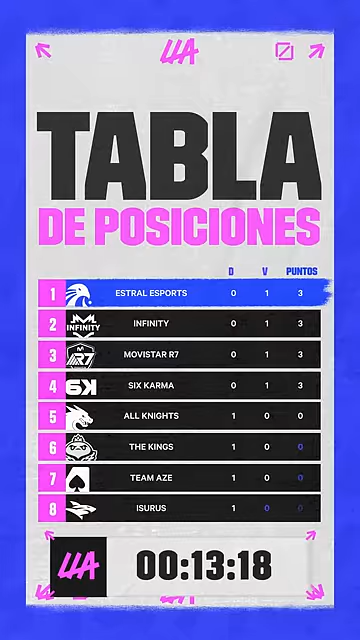 LLA
TABLA
DE POSICIONES
D V PUNTOS
1 ESTRAL ESPORTS 0 1 3
2 INFINITY INFINITY 0 1 3
3 R7 MOVISTAR R7 0 1 3
4 6K SIX KARMA 0 1 3
5 ALL KNIGHTS 1 0 0
6 THE KINGS 1 0 0
7 TEAM AZE 1 0 0
8 ISURUS 1 0 0
LLA 00:13:18